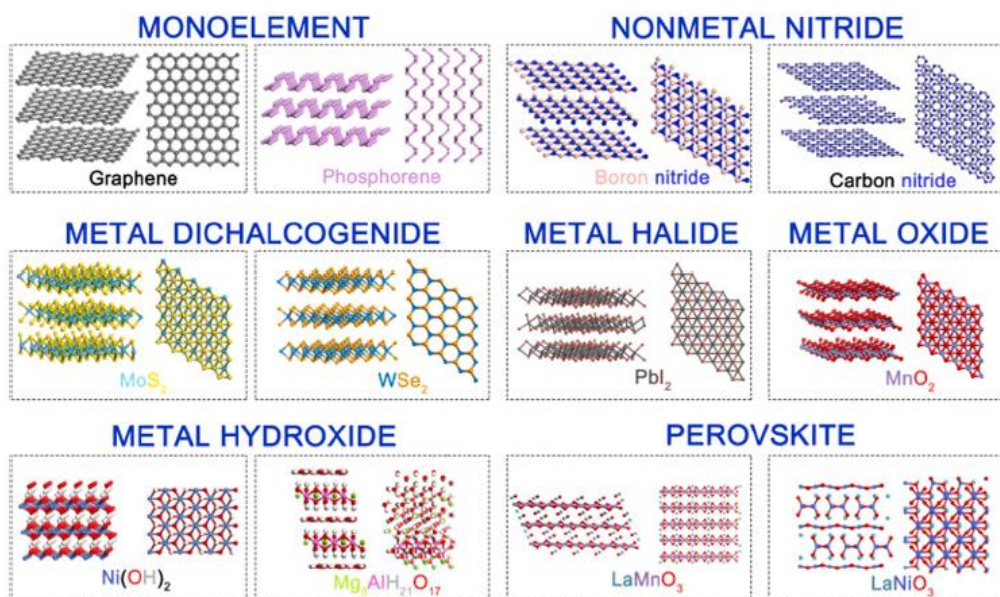 MONOELEMENT
NONMETAL NITRIDE
Graphene
Phosphorene
Boron nitride
Carbon nitride
METAL DICHALCOGENIDE
METAL HALIDE
METAL OXIDE
MoS₂
WSe₂
PbI₂
MnO₂
METAL HYDROXIDE
PEROVSKITE
Ni(OH)₂
Mg₃AlH₂₁O₁₇
LaMnO₃
LaNiO₃